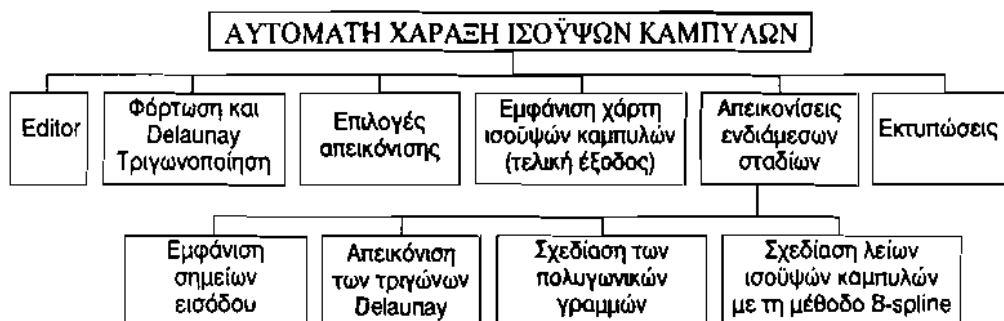 ΑΥΤΟΜΑΤΗ ΧΑΡΑΞΗ ΙΣΟΫΨΩΝ ΚΑΜΠΥΛΩΝ
Editor
Φόρτωση και
Delaunay
Τριγωνοποίηση
Επιλογές
απεικόνισης
Εμφάνιση χάρτη
ισοϋψών καμπυλών
(τελική έξοδος)
Απεικονίσεις
ενδιάμεσων
σταδίων
Εκτυπώσεις
Εμφάνιση
σημείων
εισόδου
Απεικόνιση
των τριγώνων
Delaunay
Σχεδίαση των
πολυγωνικών
γραμμών
Σχεδίαση λείων
ισοϋψών καμπυλών
με τη μέθοδο B-spline